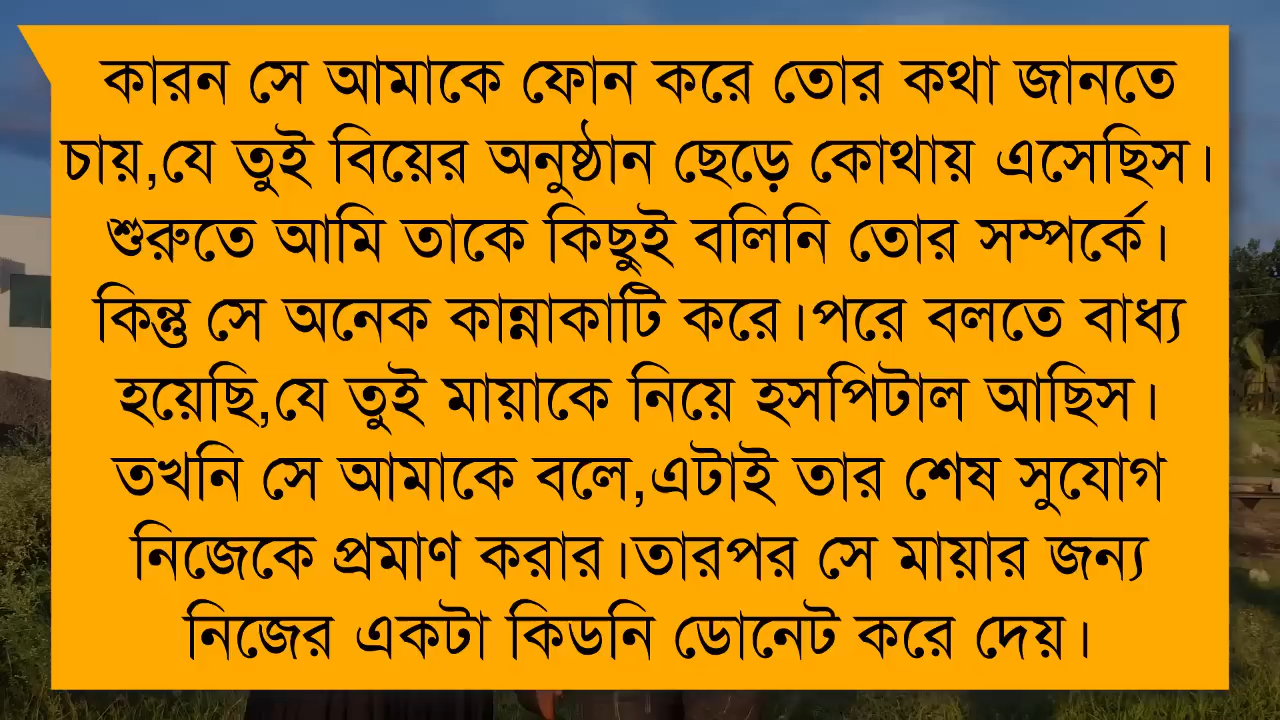 কারন সে আমাকে ফোন করে তোর কথা জানতে
চায়,যে তুই বিয়ের অনুষ্ঠান ছেড়ে কোথায় এসেছিস।
শুরুতে আমি তাকে কিছুই বলিনি তোর সম্পর্কে।
কিন্তু সে অনেক কান্নাকাটি করে।পরে বলতে বাধ্য
হয়েছি,যে তুই মায়াকে নিয়ে হসপিটাল আছিস।
তখনি সে আমাকে বলে,এটাই তার শেষ সুযোগ
নিজেকে প্রমাণ করার।তারপর সে মায়ার জন্য
নিজের একটা কিডনি ডোনেট করে দেয়।